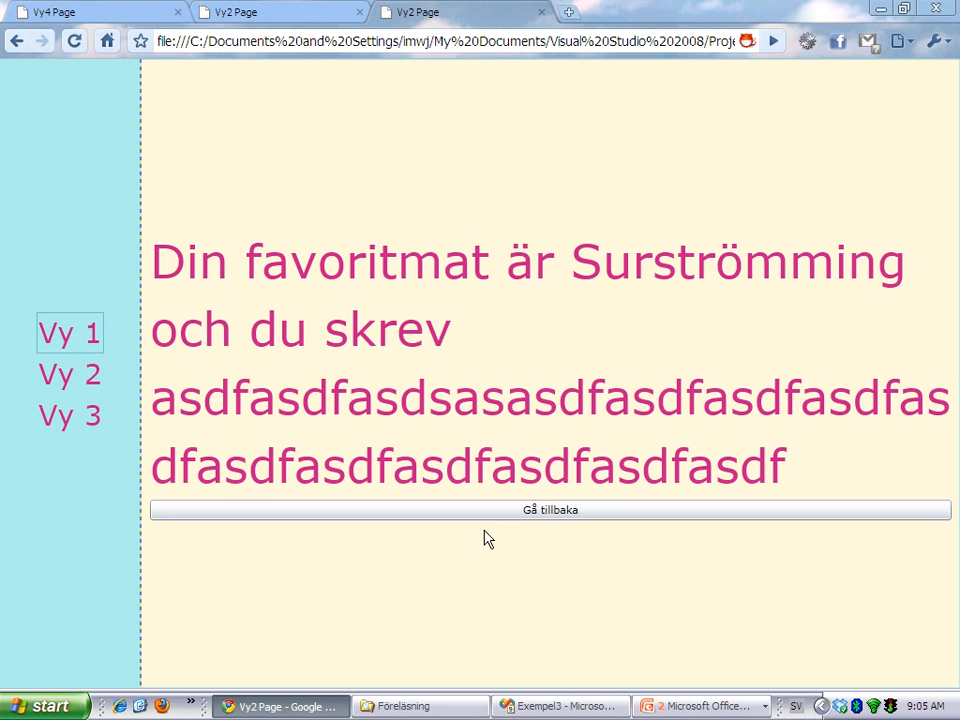 Vy4 Page
Vy2 Page
Vy2 Page
file:///C:/Documents%20and%20Settings/imwj/My%20Documents/Visual%20Studio%202008/Proje
Din favoritmat är Surströmming
och du skrev
asdfasdfasdsasasdfasdfasdfasdfas
dfasdfasdfasdfasdfasdfasdf
Vy 1
Vy 2
Vy 3
Gå tillbaka
start
Vy2 Page - Google ...
Föreläsning
Exempel3 - Microso...
2 Microsoft Office...
SV
9:05 AM